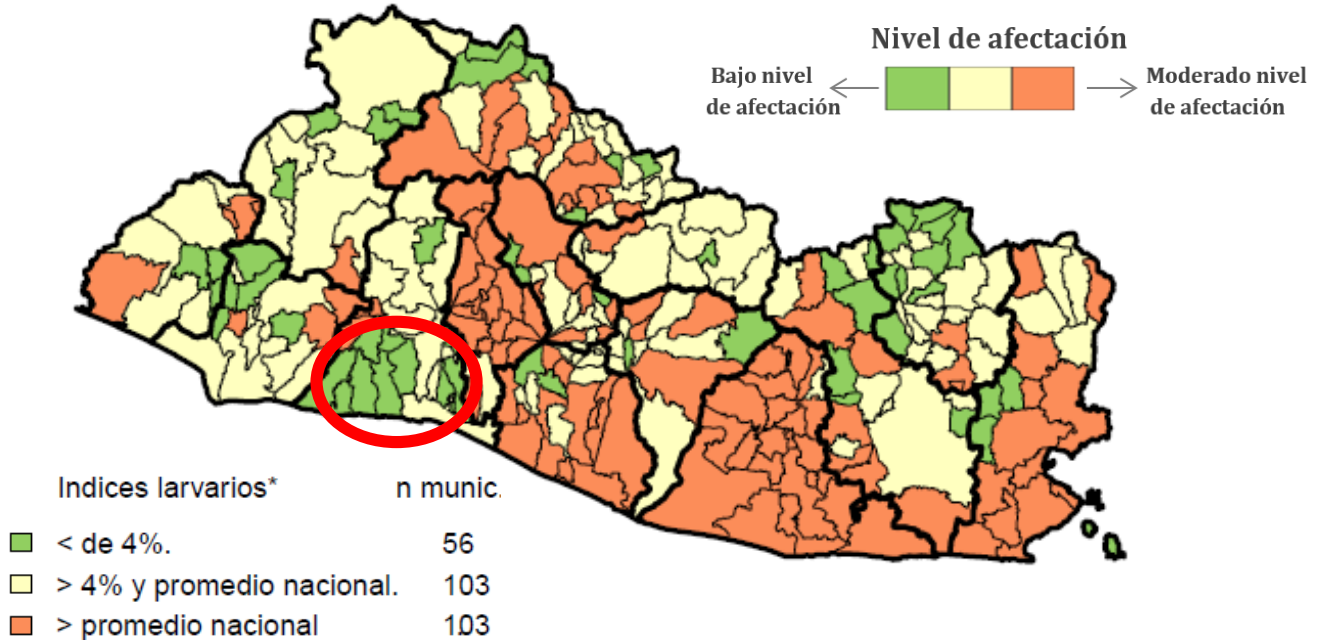 Nivel de afectación
Bajo nivel
de afectación
Moderado nivel
de afectación
Indices larvarios* n munic.
< de 4%. 56
> 4% y promedio nacional. 103
> promedio nacional 103